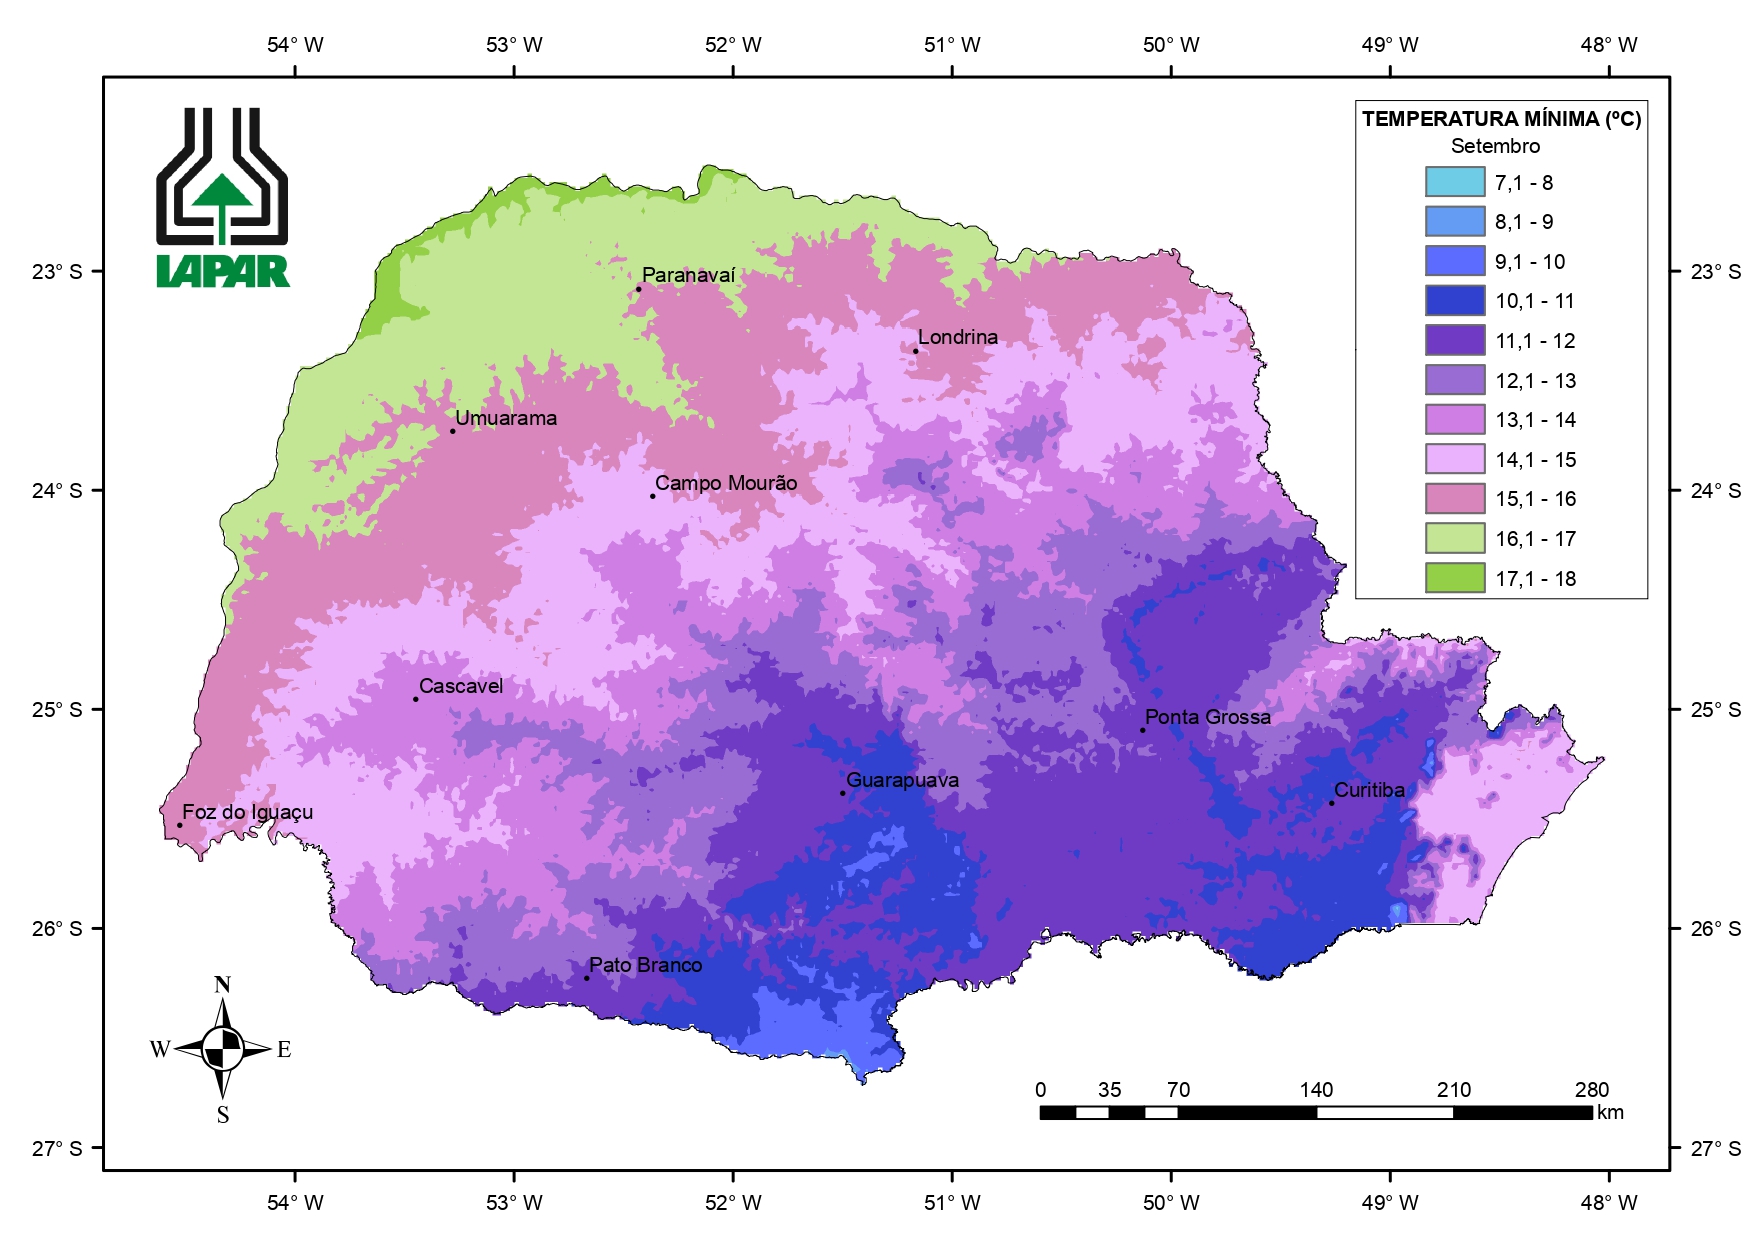 54° W 53° W 52° W 51° W 50° W 49° W 48° W
TEMPERATURA MÍNIMA (ºC)
Setembro
7,1 - 8
8,1 - 9
9,1 - 10
10,1 - 11
11,1 - 12
12,1 - 13
13,1 - 14
14,1 - 15
15,1 - 16
16,1 - 17
17,1 - 18
IAPAR
23° S 23° S
Paranavaí
Londrina
Umuarama
Campo Mourão
24° S 24° S
Cascavel
25° S 25° S
Ponta Grossa
Guarapuava
Curitiba
Foz do Iguaçu
26° S 26° S
Pato Branco
N
W E
S
0 35 70 140 210 280
km
27° S 27° S
54° W 53° W 52° W 51° W 50° W 49° W 48° W